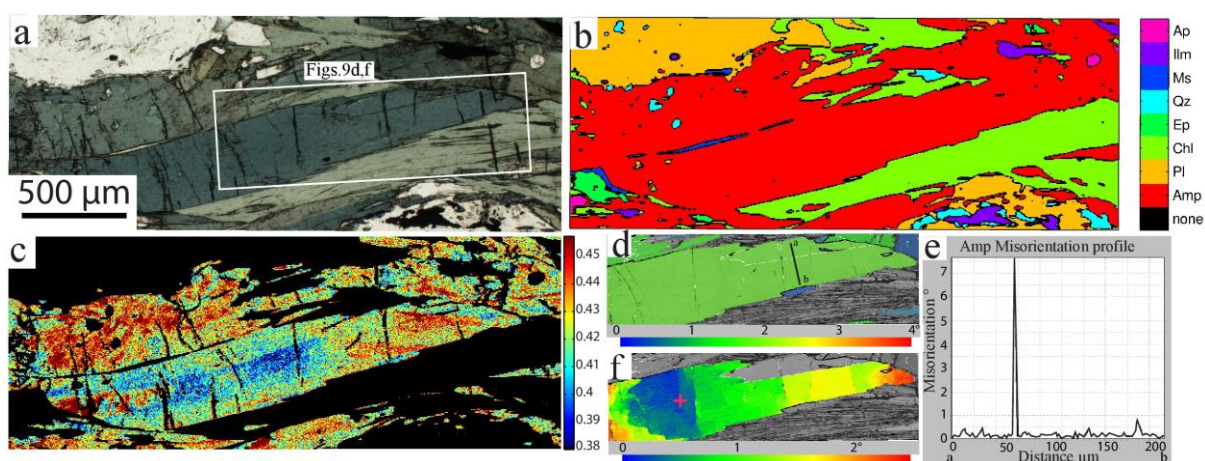 a
Figs.9d,f
500 µm
b
Ap
Ilm
Ms
Qz
Ep
Chl
Pl
Amp
none
c
0.45
0.44
0.43
0.42
0.41
0.40
0.39
0.38
d
a
b
c
0 1 2 3 4°
f
c
0 1 2°
e
Amp Misorientation profile
Misorientation °
7
6
5
4
3
2
1
0
0 50 100 150 200
a Distance µm b